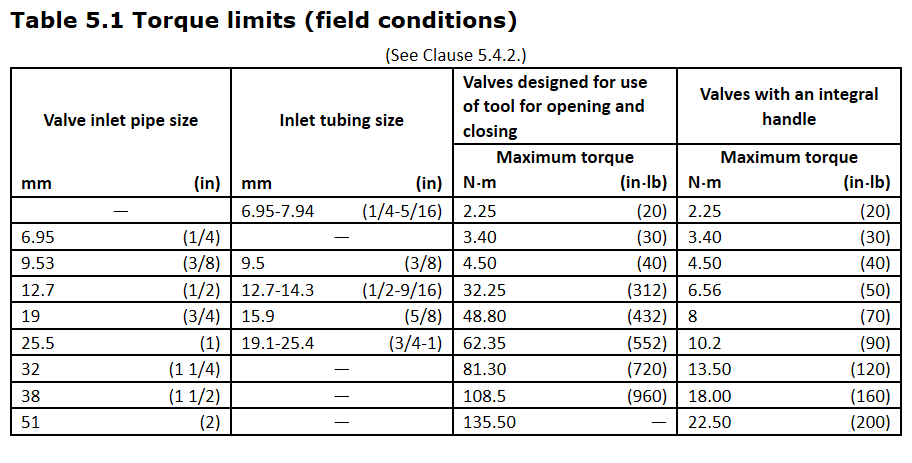 Table 5.1 Torque limits (field conditions)
(See Clause 5.4.2.)
Valve inlet pipe size
Inlet tubing size
Valves designed for use
of tool for opening and
closing
Valves with an integral
handle
Maximum torque Maximum torque
mm (in) mm (in) N·m (in·lb) N·m (in·lb)
— 6.95-7.94 (1/4-5/16) 2.25 (20) 2.25 (20)
6.95 (1/4) — 3.40 (30) 3.40 (30)
9.53 (3/8) 9.5 (3/8) 4.50 (40) 4.50 (40)
12.7 (1/2) 12.7-14.3 (1/2-9/16) 32.25 (312) 6.56 (50)
19 (3/4) 15.9 (5/8) 48.80 (432) 8 (70)
25.5 (1) 19.1-25.4 (3/4-1) 62.35 (552) 10.2 (90)
32 (1 1/4) — 81.30 (720) 13.50 (120)
38 (1 1/2) — 108.5 (960) 18.00 (160)
51 (2) — 135.50 — 22.50 (200)